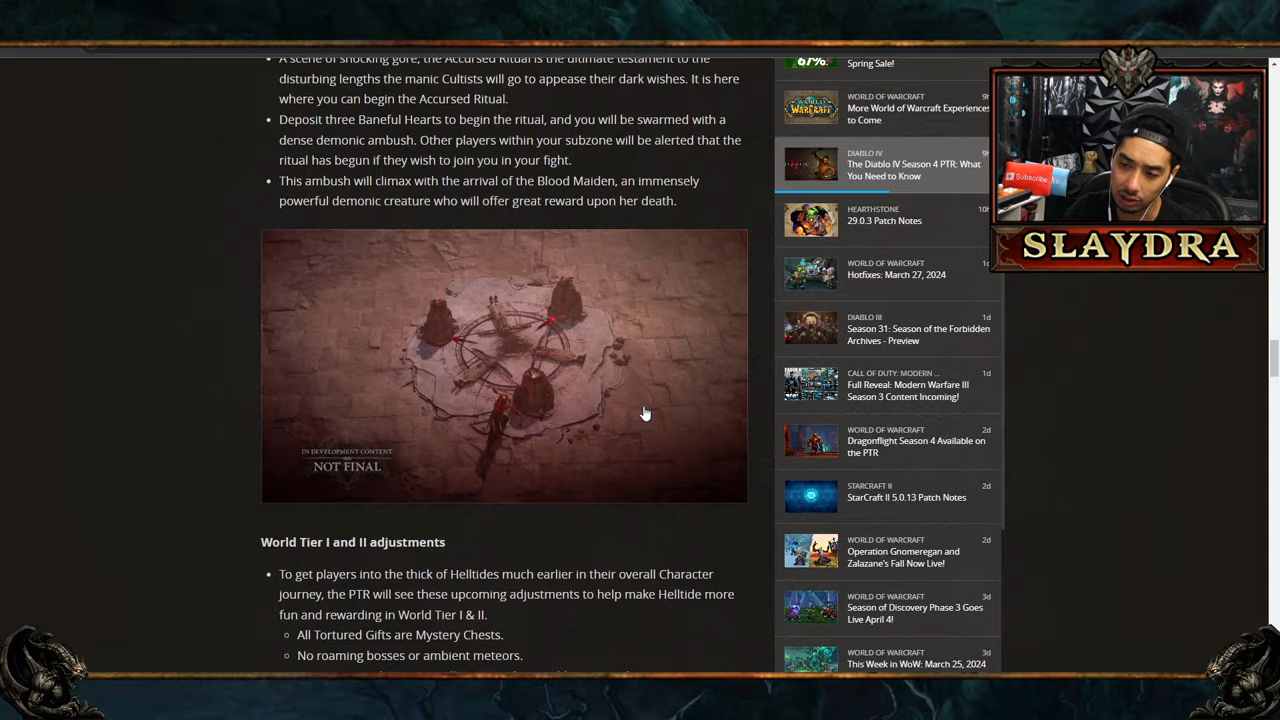 A scene of shocking gore, the Accursed Ritual is the ultimate testament to the
disturbing lengths the manic Cultists will go to appease their dark wishes. It is here
where you can begin the Accursed Ritual.
Deposit three Baneful Hearts to begin the ritual, and you will be swarmed with a
dense demonic ambush. Other players within your subzone will be alerted that the
ritual has begun if they wish to join you in your fight.
This ambush will climax with the arrival of the Blood Maiden, an immensely
powerful demonic creature who will offer great reward upon her death.
IN DEVELOPMENT CONTENT
NOT FINAL
World Tier I and II adjustments
To get players into the thick of Helltides much earlier in their overall Character
journey, the PTR will see these upcoming adjustments to help make Helltide more
fun and rewarding in World Tier I & II.
All Tortured Gifts are Mystery Chests.
No roaming bosses or ambient meteors.
67%.
Spring Sale!
WORLD OF WARCRAFT
9h
More World of Warcraft Experiences
to Come
DIABLO IV
9h
The Diablo IV Season 4 PTR: What
You Need to Know
HEARTHSTONE
10h
29.0.3 Patch Notes
WORLD OF WARCRAFT
1d
Hotfixes: March 27, 2024
DIABLO III
1d
Season 31: Season of the Forbidden
Archives - Preview
CALL OF DUTY: MODERN ...
1d
Full Reveal: Modern Warfare III
Season 3 Content Incoming!
WORLD OF WARCRAFT
2d
Dragonflight Season 4 Available on
the PTR
STARCRAFT II
2d
StarCraft II 5.0.13 Patch Notes
WORLD OF WARCRAFT
2d
Operation Gnomeregan and
Zalazane's Fall Now Live!
WORLD OF WARCRAFT
3d
Season of Discovery Phase 3 Goes
Live April 4!
WORLD OF WARCRAFT
3d
This Week in WoW: March 25, 2024
Subscribe
SLAYDRA